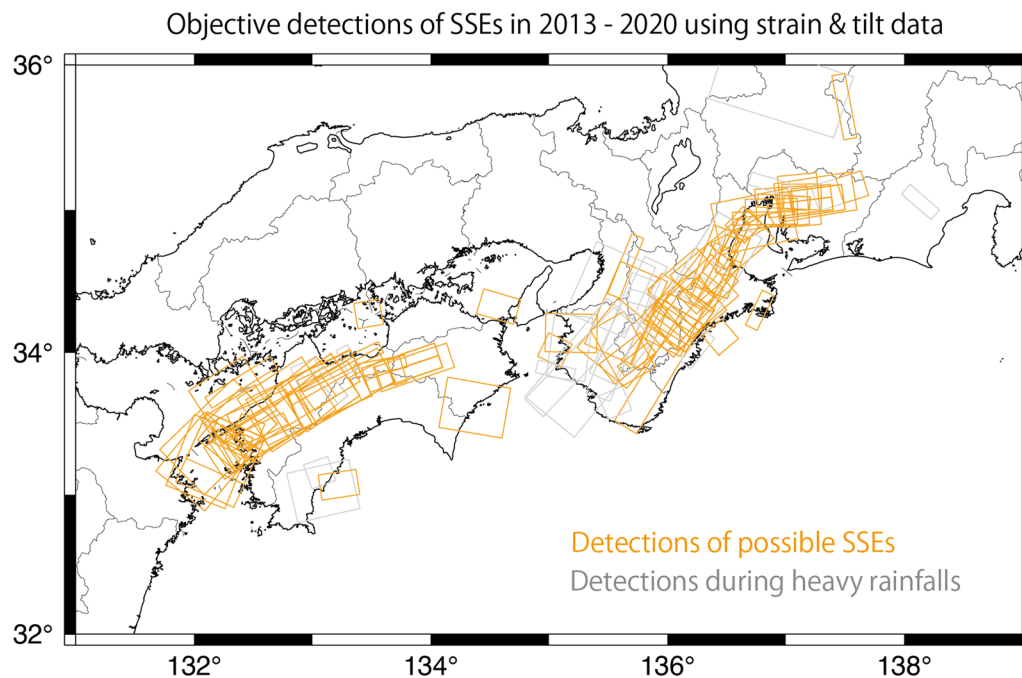 Objective detections of SSEs in 2013 - 2020 using strain & tilt data
36°
34°
Detections of possible SSEs
Detections during heavy rainfalls
32°
132° 134° 136° 138°